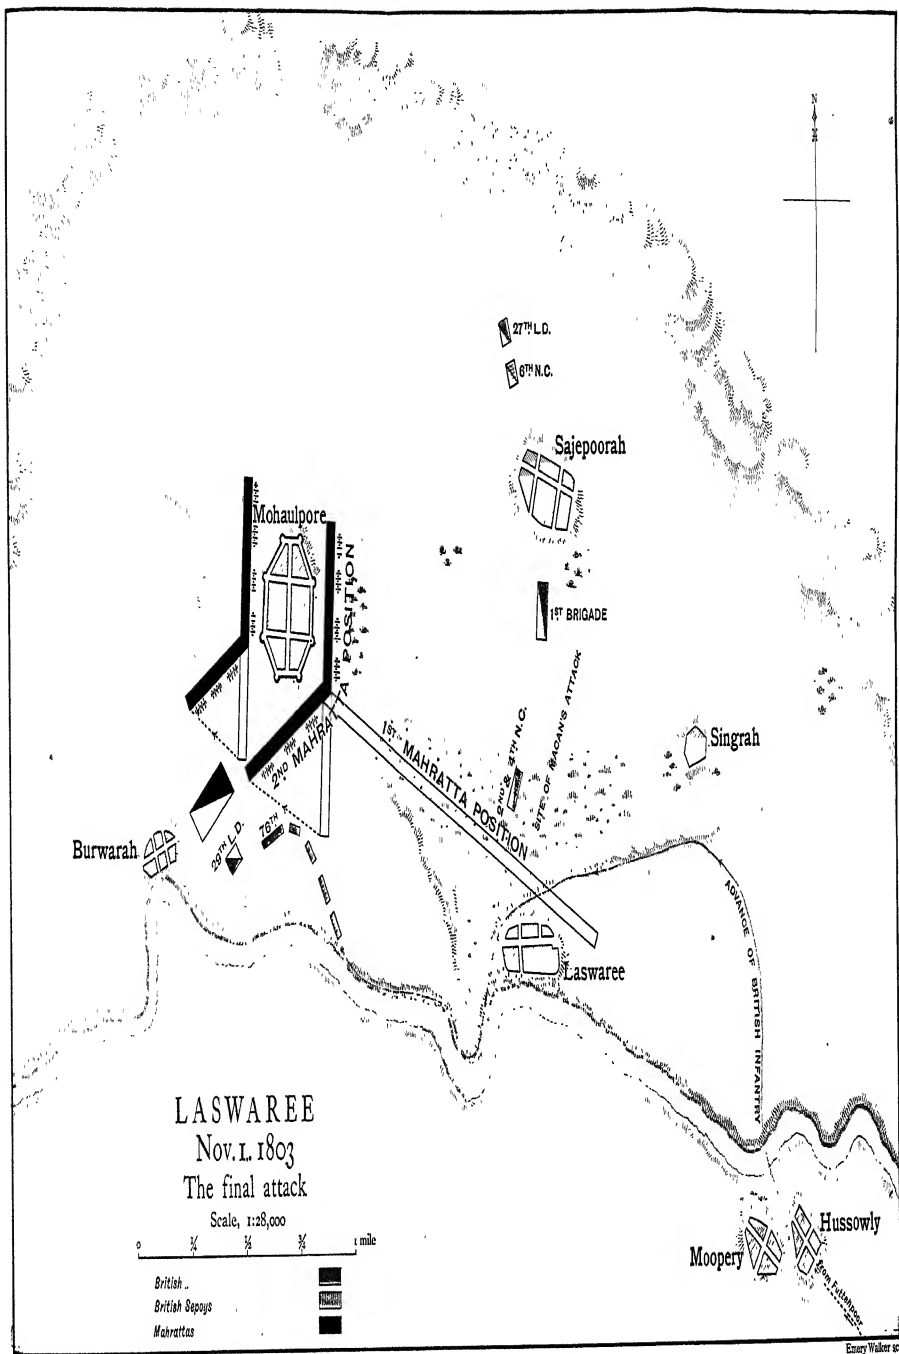 N
27TH L.D.
6TH N.C.
Sajepoorah
Mohaulpore
1ST BRIGADE
2ND MAHRATTA POSITION
1ST MAHRATTA POSITION
2ND & 4TH N.C.
SITE OF MACAN'S ATTACK
Singrah
76TH
29TH L.D.
Burwarah
ADVANCE OF BRITISH INFANTRY
Laswaree
LASWAREE
Nov. 1. 1803
The final attack
Scale, 1:28,000
0 ¼ ½ ¾ 1 mile
British ..
British Sepoys
Mahrattas
Hussowly
Moopery
from Futtehpoor
Emery Walker sc